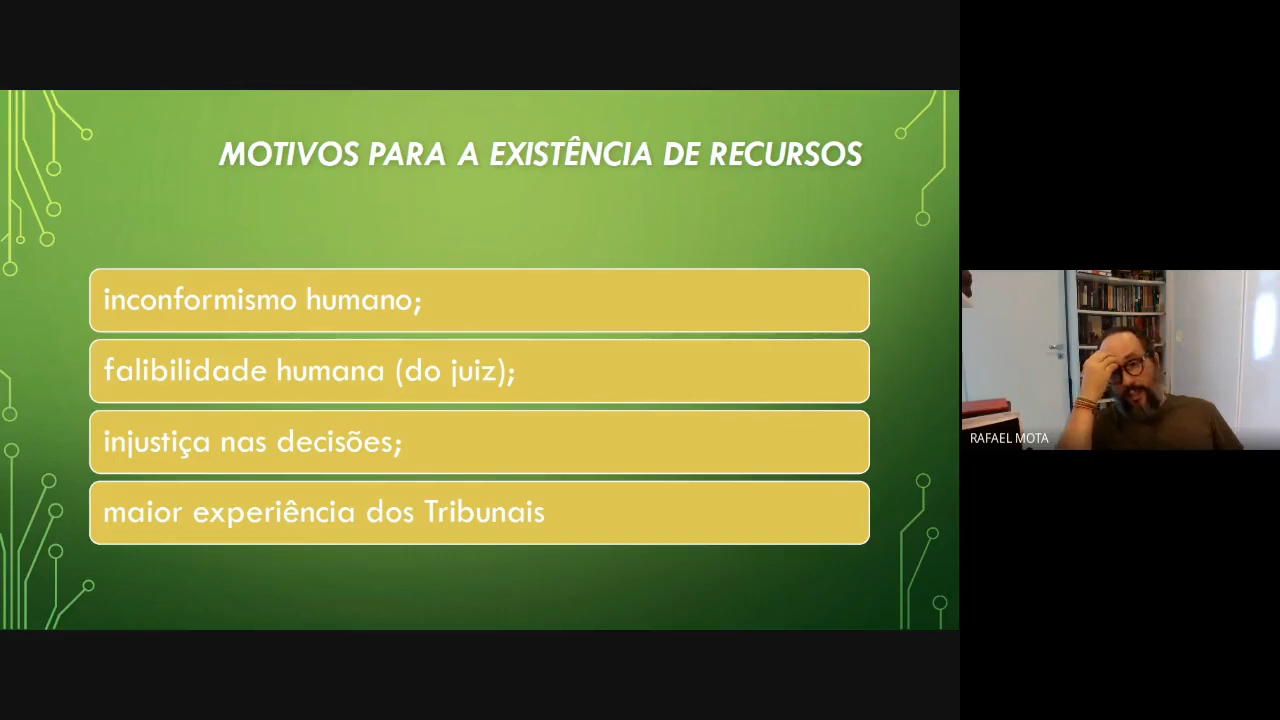 MOTIVOS PARA A EXISTÊNCIA DE RECURSOS
inconformismo humano;
falibilidade humana (do juiz);
injustiça nas decisões;
maior experiência dos Tribunais
RAFAEL MOTA